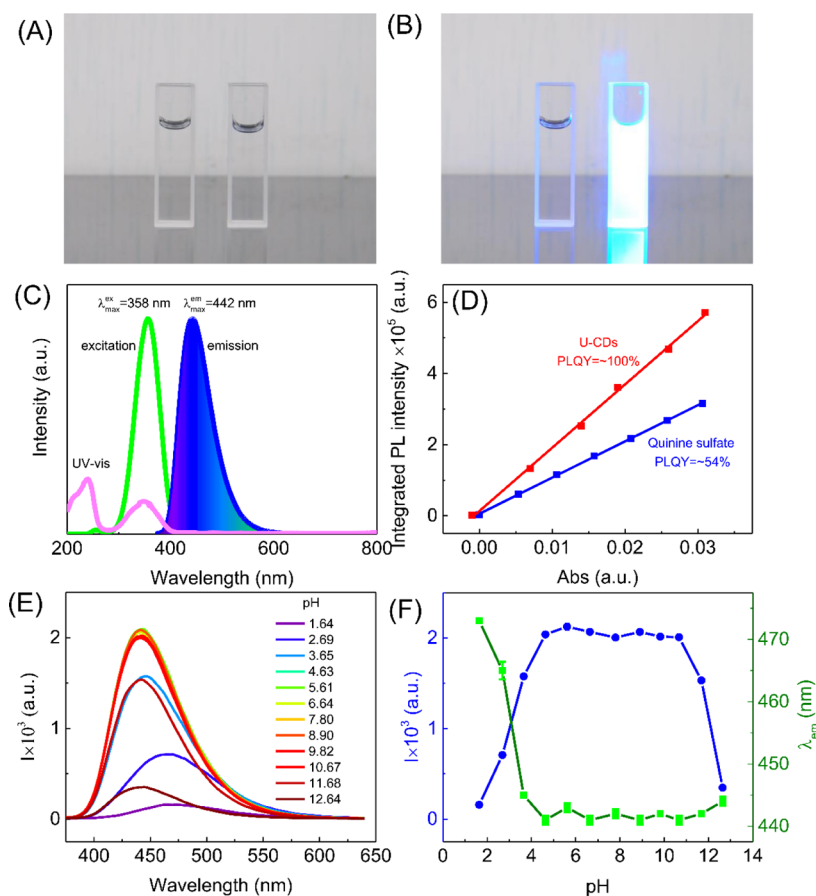 (A)
(B)
(C)
λ^ex_max=358 nm
λ^em_max=442 nm
excitation
emission
UV-vis
Intensity (a.u.)
200 400 600 800
Wavelength (nm)
(D)
U-CDs
PLQY=~100%
Quinine sulfate
PLQY=~54%
Integrated PL intensity ×10⁵ (a.u.)
6
4
2
0
0.00 0.01 0.02 0.03
Abs (a.u.)
(E)
pH
1.64
2.69
3.65
4.63
5.61
6.64
7.80
8.90
9.82
10.67
11.68
12.64
I×10³ (a.u.)
2
1
0
400 450 500 550 600 650
Wavelength (nm)
(F)
I×10³ (a.u.)
2
1
0
470
460
450
440
λem (nm)
0 2 4 6 8 10 12 14
pH